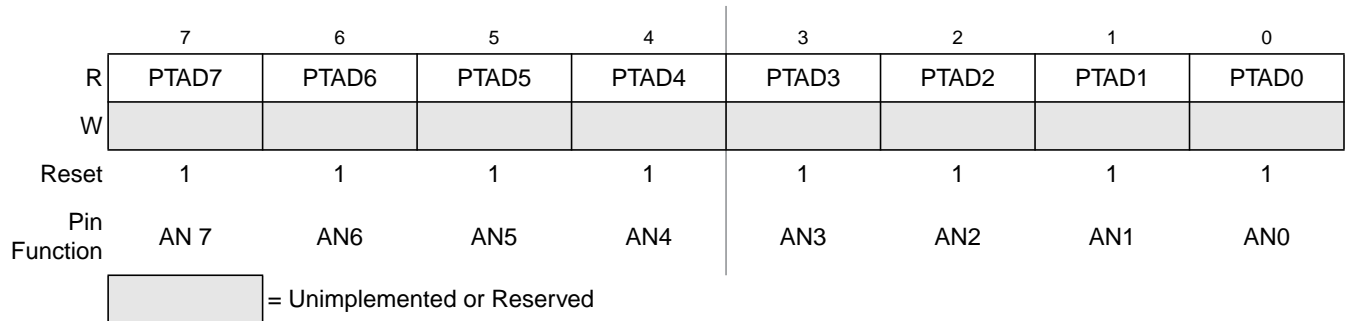 7 6 5 4 3 2 1 0
R PTAD7 PTAD6 PTAD5 PTAD4 PTAD3 PTAD2 PTAD1 PTAD0
W
Reset 1 1 1 1 1 1 1 1
Pin
Function AN 7 AN6 AN5 AN4 AN3 AN2 AN1 AN0
= Unimplemented or Reserved